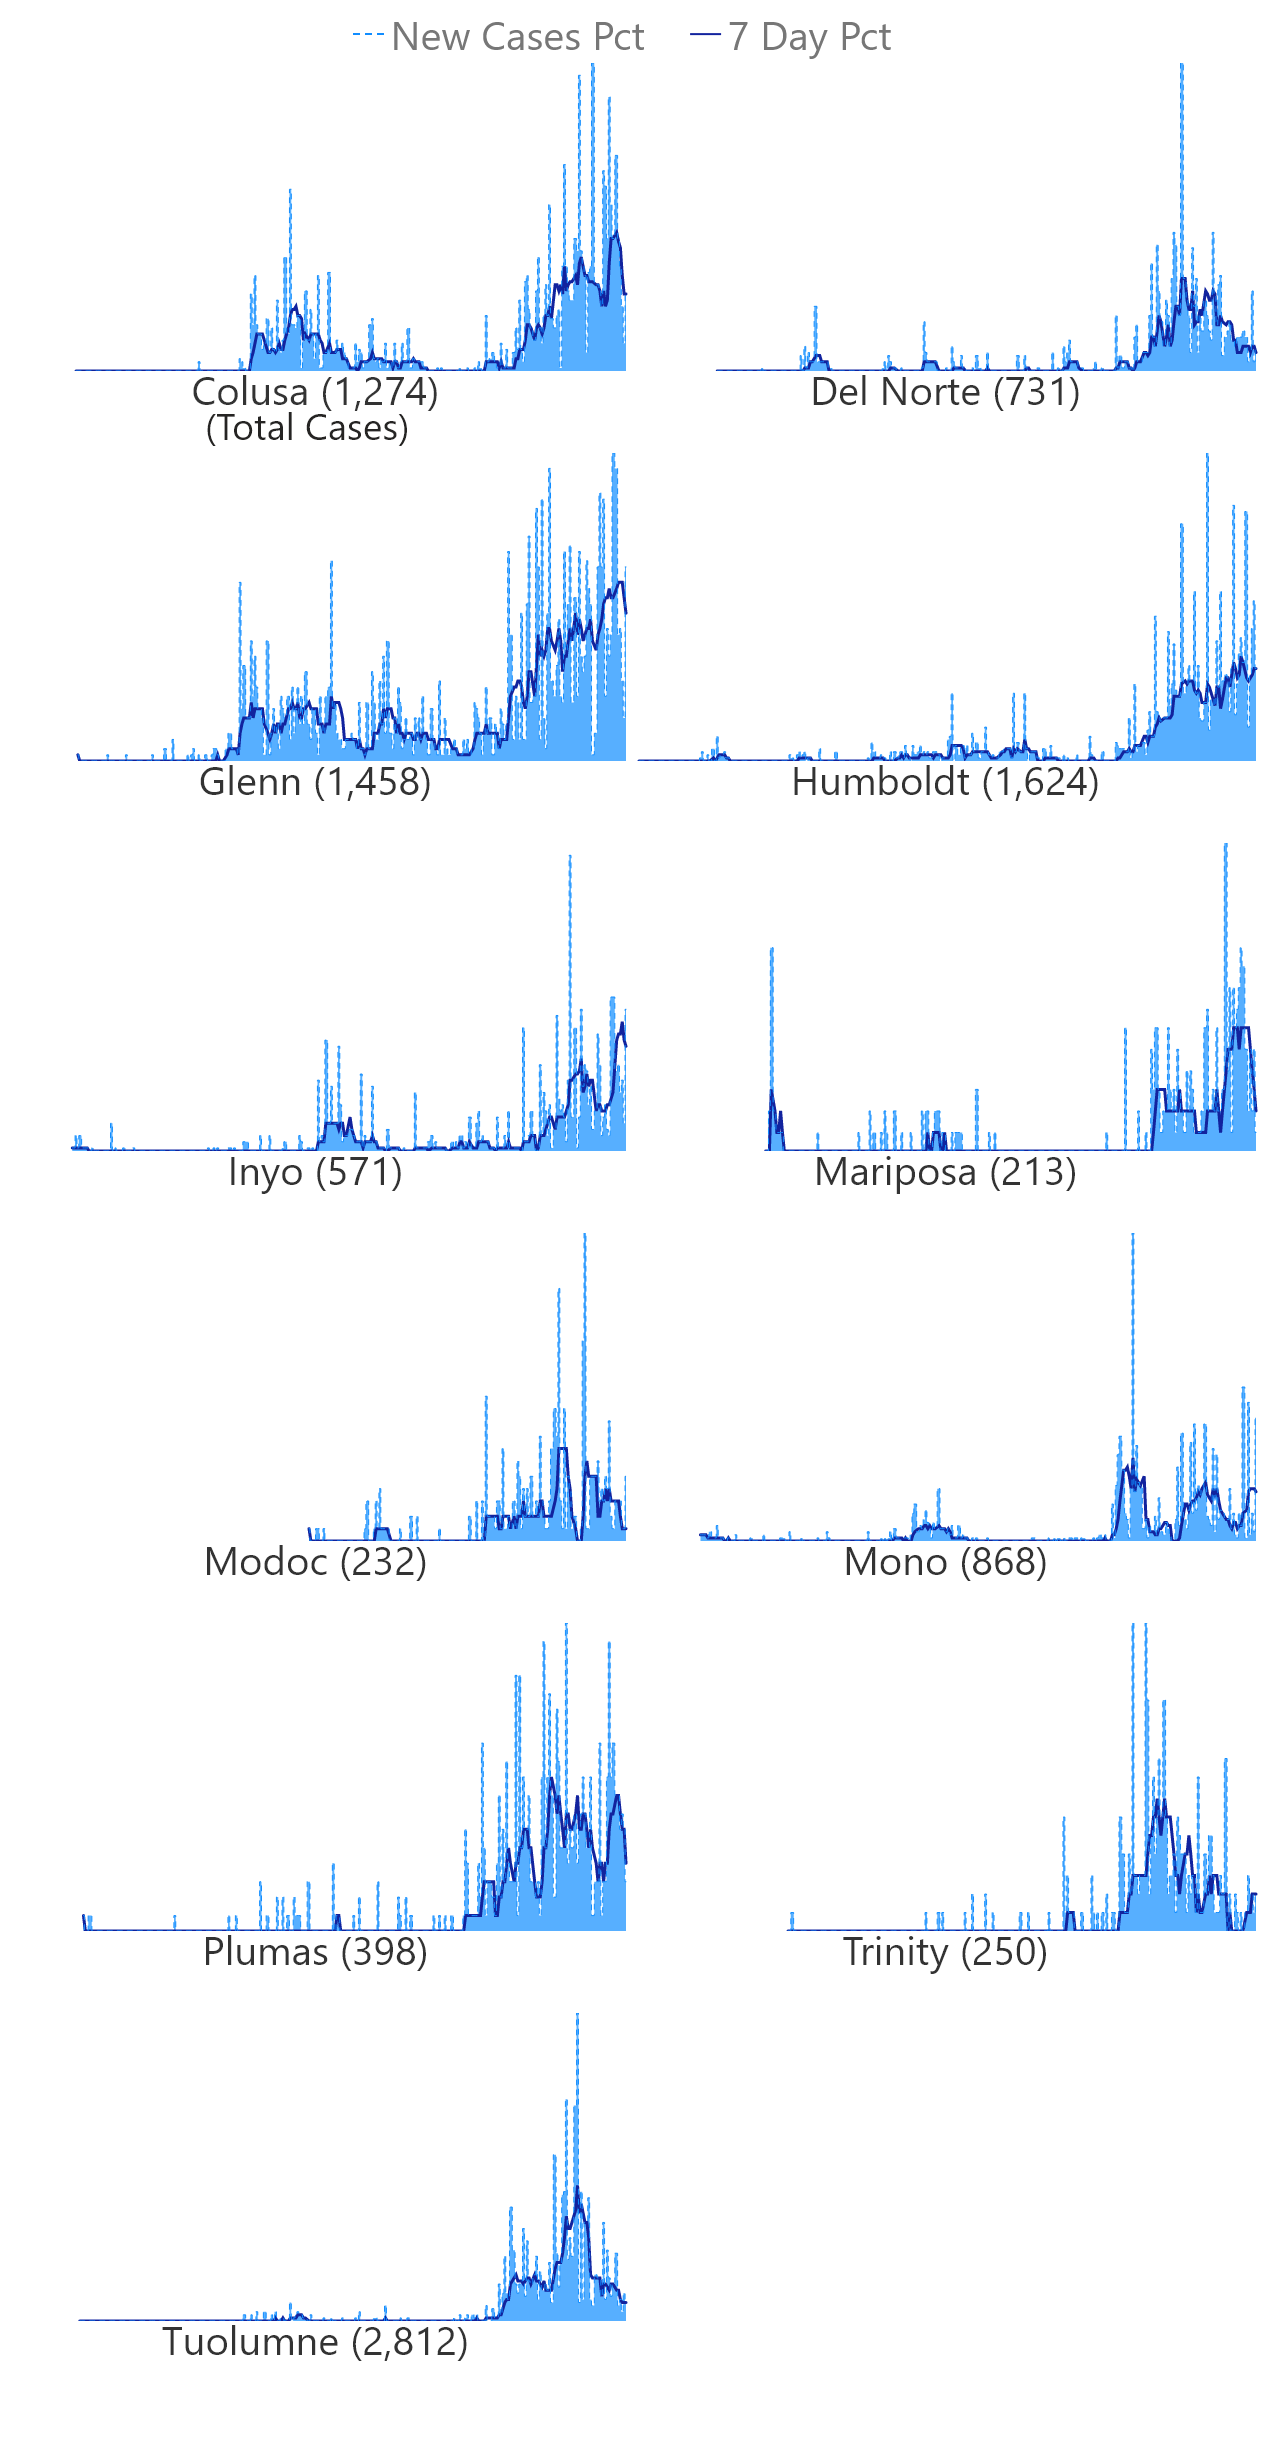 New Cases Pct 7 Day Pct
Colusa (1,274) Del Norte (731)
(Total Cases)
Glenn (1,458) Humboldt (1,624)
Inyo (571) Mariposa (213)
Modoc (232) Mono (868)
Plumas (398) Trinity (250)
Tuolumne (2,812)